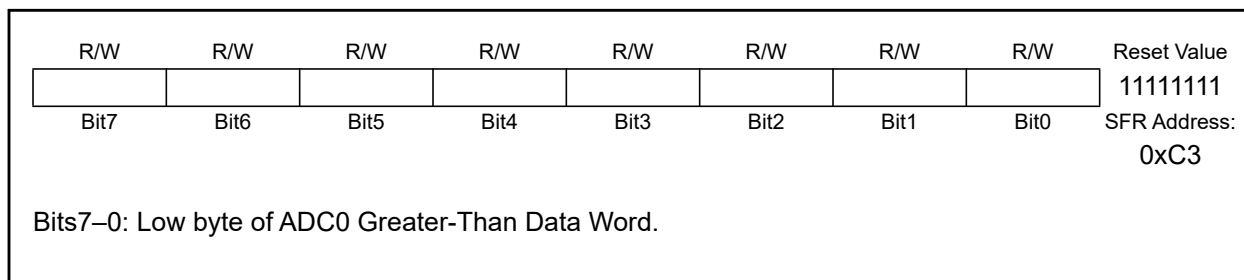 R/W R/W R/W R/W R/W R/W R/W R/W Reset Value
11111111
Bit7 Bit6 Bit5 Bit4 Bit3 Bit2 Bit1 Bit0 SFR Address:
0xC3
Bits7–0: Low byte of ADC0 Greater-Than Data Word.